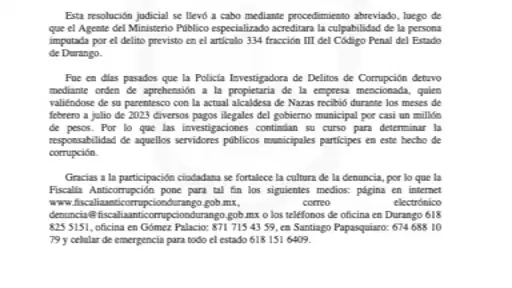 Esta resolución judicial se llevó a cabo mediante procedimiento abreviado, luego de
que el Agente del Ministerio Público especializado acreditara la culpabilidad de la persona
imputada por el delito previsto en el artículo 334 fracción III del Código Penal del Estado
de Durango.
Fue en días pasados que la Policía Investigadora de Delitos de Corrupción detuvo
mediante orden de aprehensión a la propietaria de la empresa mencionada, quien
valiéndose de su parentesco con la actual alcaldesa de Nazas recibió durante los meses de
febrero a julio de 2023 diversos pagos ilegales del gobierno municipal por casi un millón
de pesos. Por lo que las investigaciones continúan su curso para determinar la
responsabilidad de aquellos servidores públicos municipales partícipes en este hecho de
corrupción.
Gracias a la participación ciudadana se fortalece la cultura de la denuncia, por lo que la
Fiscalía Anticorrupción pone para tal fin los siguientes medios: página en internet
www.fiscaliaanticorrupciondurango.gob.mx, correo electrónico
denuncia@fiscaliaanticorrupciondurango.gob.mx o los teléfonos de oficina en Durango 618
825 5151, oficina en Gómez Palacio: 871 715 43 59, en Santiago Papasquiaro: 674 688 10
79 y celular de emergencia para todo el estado 618 151 6409.